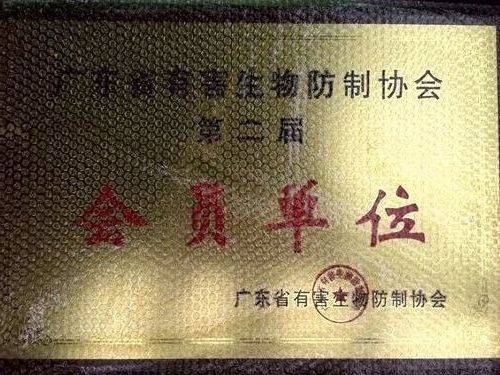 广东省有害生物防制协会
第二届
会员单位
广东省有害生物防制协会